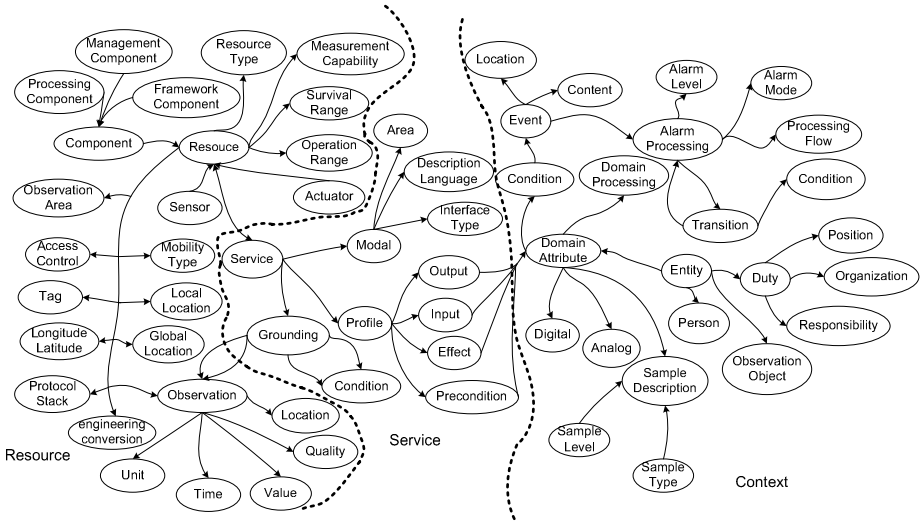 Management
Component
Processing
Component
Framework
Component
Component
Resource
Type
Measurement
Capability
Survival
Range
Operation
Range
Resouce
Sensor
Actuator
Observation
Area
Access
Control
Mobility
Type
Tag
Local
Location
Longitude
Latitude
Global
Location
Protocol
Stack
Observation
engineering
conversion
Unit
Time
Value
Quality
Location
Resource
Area
Description
Language
Interface
Type
Modal
Service
Grounding
Profile
Output
Input
Effect
Precondition
Condition
Service
Location
Content
Event
Condition
Alarm
Level
Alarm
Mode
Alarm
Processing
Processing
Flow
Domain
Processing
Condition
Transition
Domain
Attribute
Entity
Duty
Position
Organization
Responsibility
Person
Observation
Object
Digital
Analog
Sample
Description
Sample
Level
Sample
Type
Context